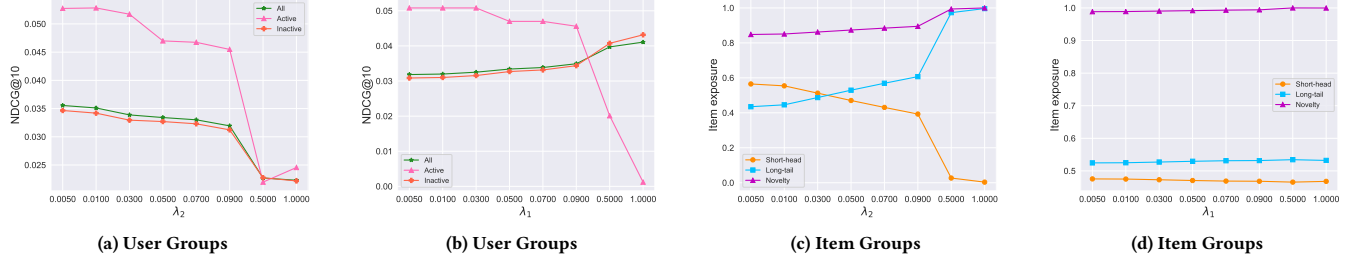 0.050
0.045
0.040
0.035
0.030
0.025
NDCG@10
All
Active
Inactive
0.0050 0.0100 0.0300 0.0700 0.0900 0.5000 1.0000
λ2
(a) User Groups
0.05
0.04
0.03
0.02
0.01
0.00
NDCG@10
All
Active
Inactive
0.0050 0.0100 0.0300 0.0500 0.0700 0.0900 0.5000 1.0000
λ1
(b) User Groups
1.0
0.8
0.6
0.4
0.2
0.0
Item exposure
Short-head
Long-tail
Novelty
0.0050 0.0100 0.0300 0.0500 0.0700 0.0900 0.5000 1.0000
λ2
(c) Item Groups
1.0
0.9
0.8
0.7
0.6
0.5
Item exposure
Short-head
Long-tail
Novelty
0.0050 0.0100 0.0300 0.0500 0.0700 0.0900 0.5000 1.0000
λ1
(d) Item Groups